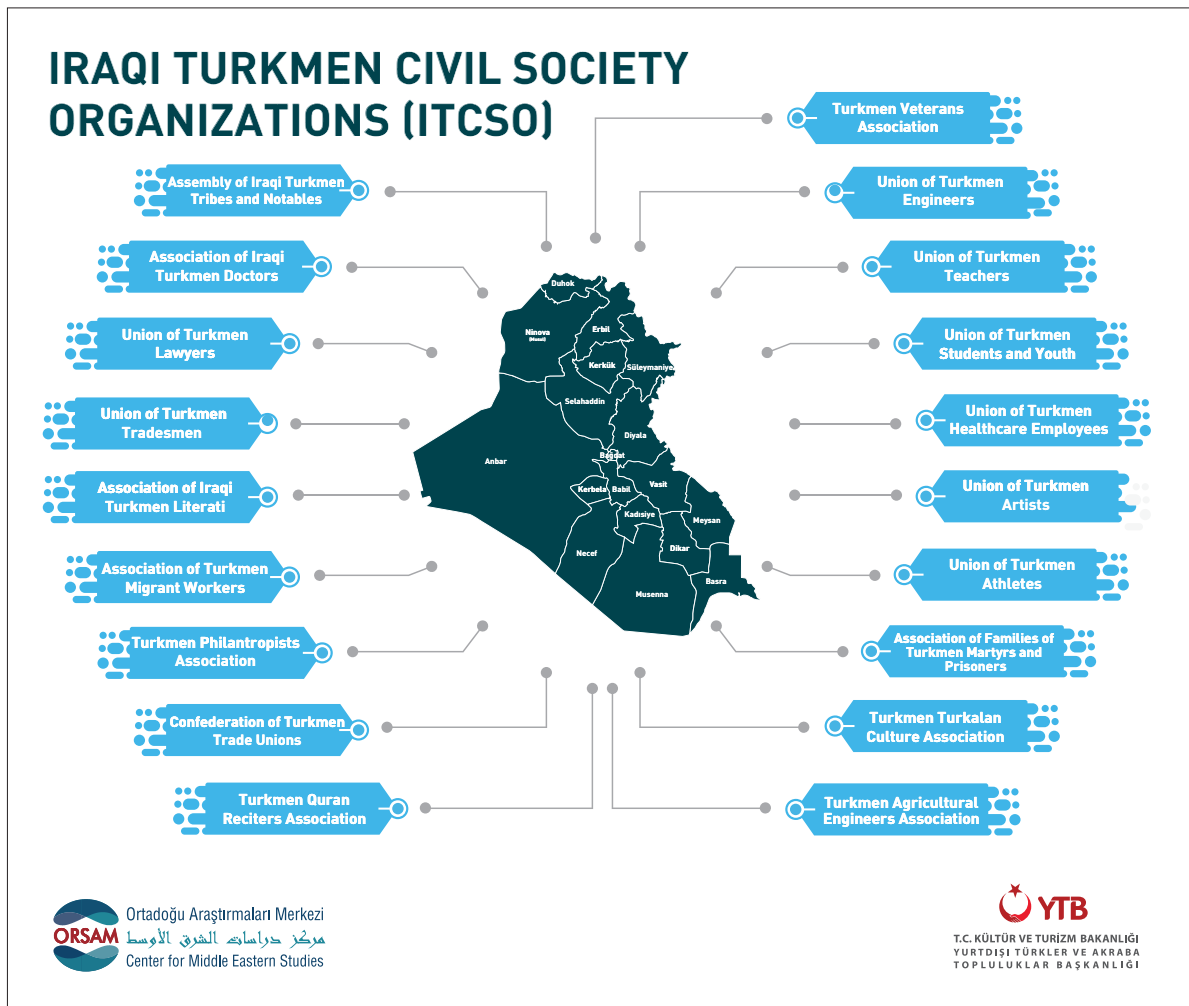 IRAQI TURKMEN CIVIL SOCIETY
ORGANIZATIONS (ITCSO)
Assembly of Iraqi Turkmen
Tribes and Notables
Association of Iraqi
Turkmen Doctors
Union of Turkmen
Lawyers
Union of Turkmen
Tradesmen
Association of Iraqi
Turkmen Literati
Association of Turkmen
Migrant Workers
Turkmen Philantropists
Association
Confederation of Turkmen
Trade Unions
Turkmen Quran
Reciters Association
Duhok
Ninova
(Musul)
Erbil
Kerkük
Süleymaniye
Selahaddin
Diyala
Anbar
Bağdat
Kerbela
Babil
Vasit
Kadısiye
Meysan
Necef
Dikar
Musenna
Basra
Turkmen Veterans
Association
Union of Turkmen
Engineers
Union of Turkmen
Teachers
Union of Turkmen
Students and Youth
Union of Turkmen
Healthcare Employees
Union of Turkmen
Artists
Union of Turkmen
Athletes
Association of Families of
Turkmen Martyrs and
Prisoners
Turkmen Turkalan
Culture Association
Turkmen Agricultural
Engineers Association
ORSAM
Ortadoğu Araştırmaları Merkezi
مركز دراسات الشرق الأوسط
Center for Middle Eastern Studies
YTB
T.C. KÜLTÜR VE TURİZM BAKANLIĞI
YURTDIŞI TÜRKLER VE AKRABA
TOPLULUKLAR BAŞKANLIĞI